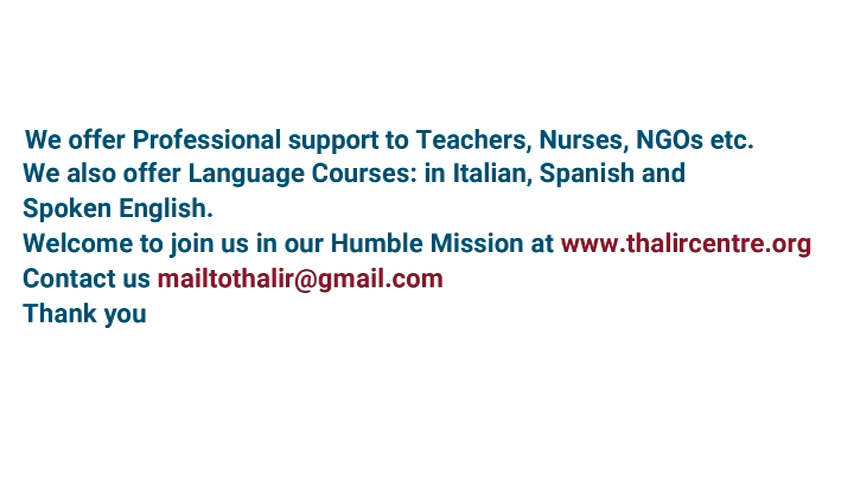 We offer Professional support to Teachers, Nurses, NGOs etc.
We also offer Language Courses: in Italian, Spanish and
Spoken English.
Welcome to join us in our Humble Mission at www.thalircentre.org
Contact us mailtothalir@gmail.com
Thank you